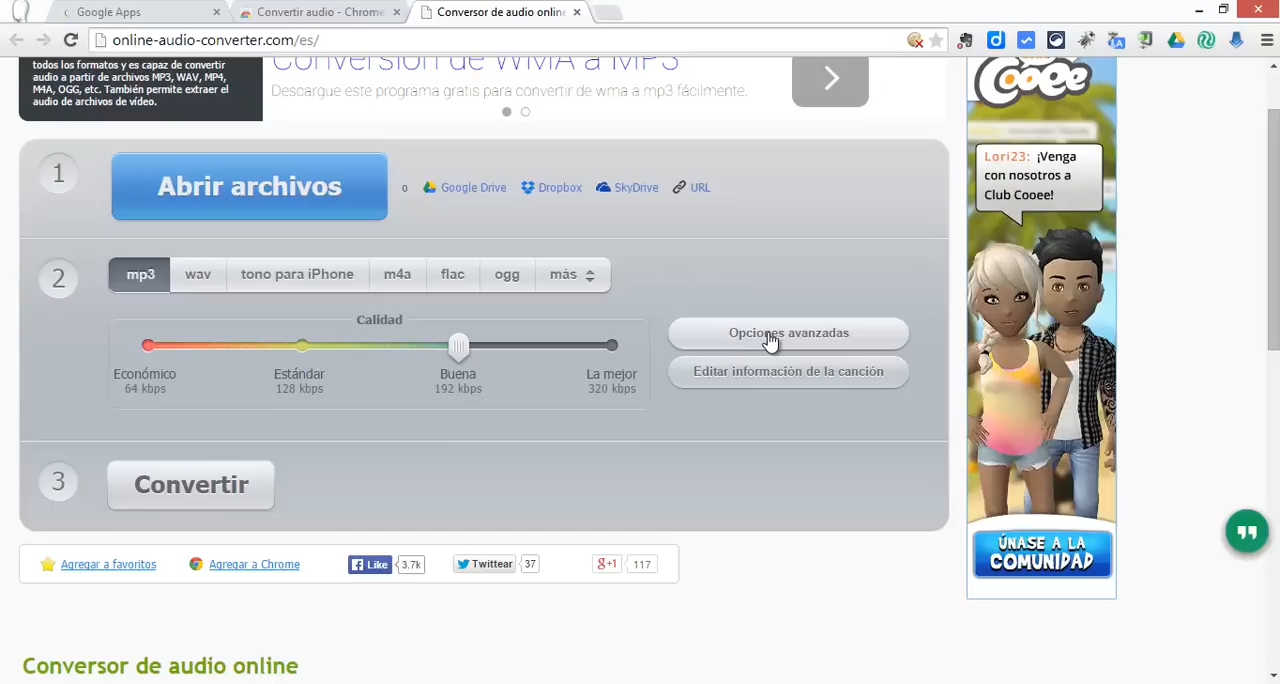 Google Apps
Convertir audio - Chrome
Conversor de audio online
online-audio-converter.com/es/
todos los formatos y es capaz de convertir
audio a partir de archivos MP3, WAV, MP4,
M4A, OGG, etc. También permite extraer el
audio de archivos de vídeo.
Conversión de WMA a MP3
Descargue este programa gratis para convertir de wma a mp3 fácilmente.
Cooee
Lori23: ¡Venga
con nosotros a
Club Cooee!
1
Abrir archivos
o
Google Drive
Dropbox
SkyDrive
URL
2
mp3
wav
tono para iPhone
m4a
flac
ogg
más
Calidad
Opciones avanzadas
Editar información de la canción
Económico
64 kbps
Estándar
128 kbps
Buena
192 kbps
La mejor
320 kbps
3
Convertir
ÚNASE A LA
COMUNIDAD
Agregar a favoritos
Agregar a Chrome
Like
3.7k
Twittear
37
g+1
117
Conversor de audio online